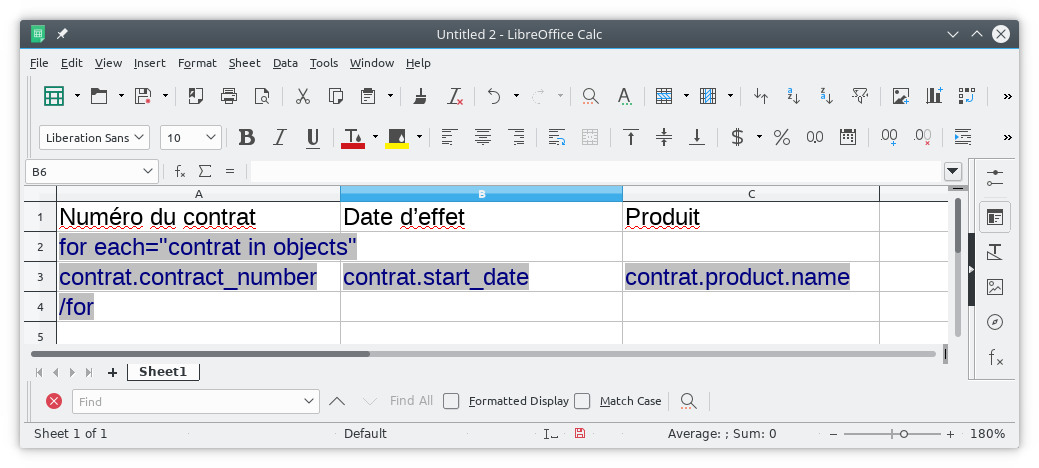 Untitled 2 - LibreOffice Calc
File Edit View Insert Format Sheet Data Tools Window Help
Liberation Sans 10
B6
A B C
1 Numéro du contrat Date d’effet Produit
2 for each="contrat in objects"
3 contrat.contract_number contrat.start_date contrat.product.name
4 /for
5
Sheet1
Find Find All Formatted Display Match Case
Sheet 1 of 1 Default Average: ; Sum: 0 180%